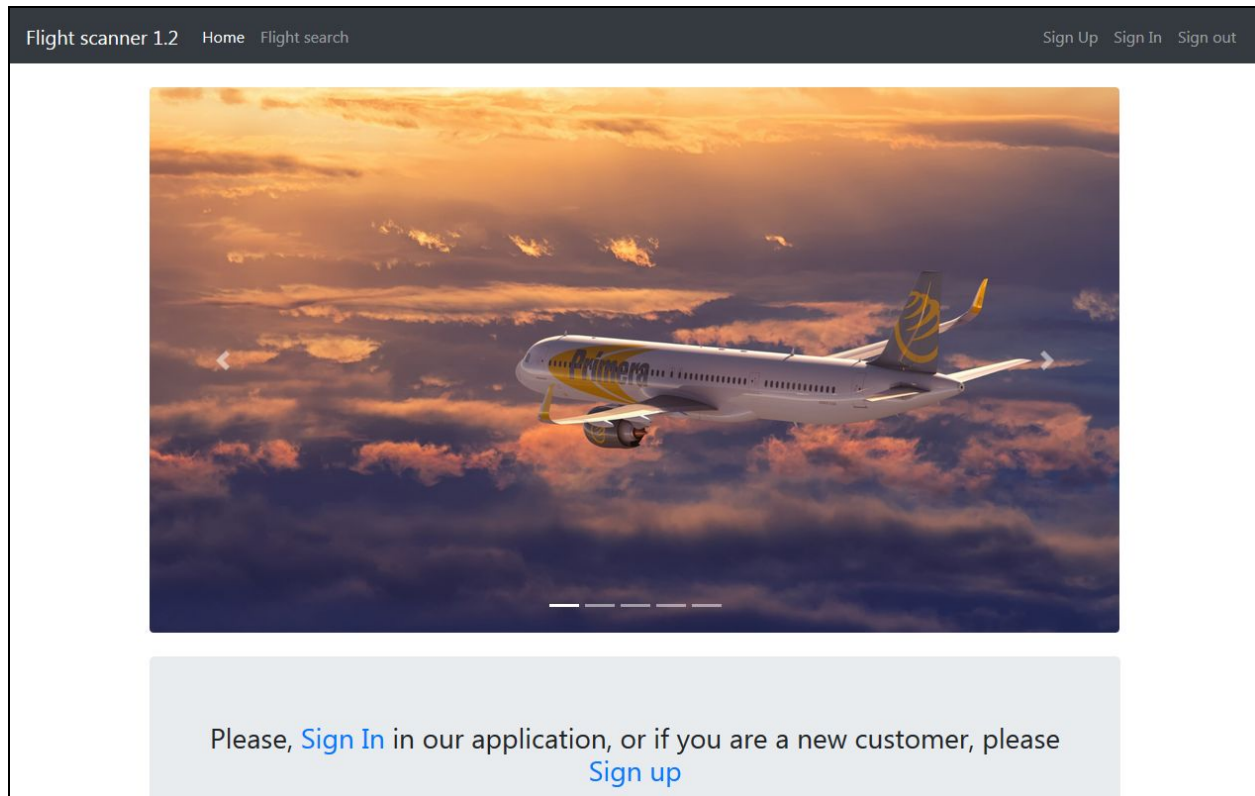 Flight scanner 1.2 Home Flight search Sign Up Sign In Sign out
Primera
Please, Sign In in our application, or if you are a new customer, please
Sign up